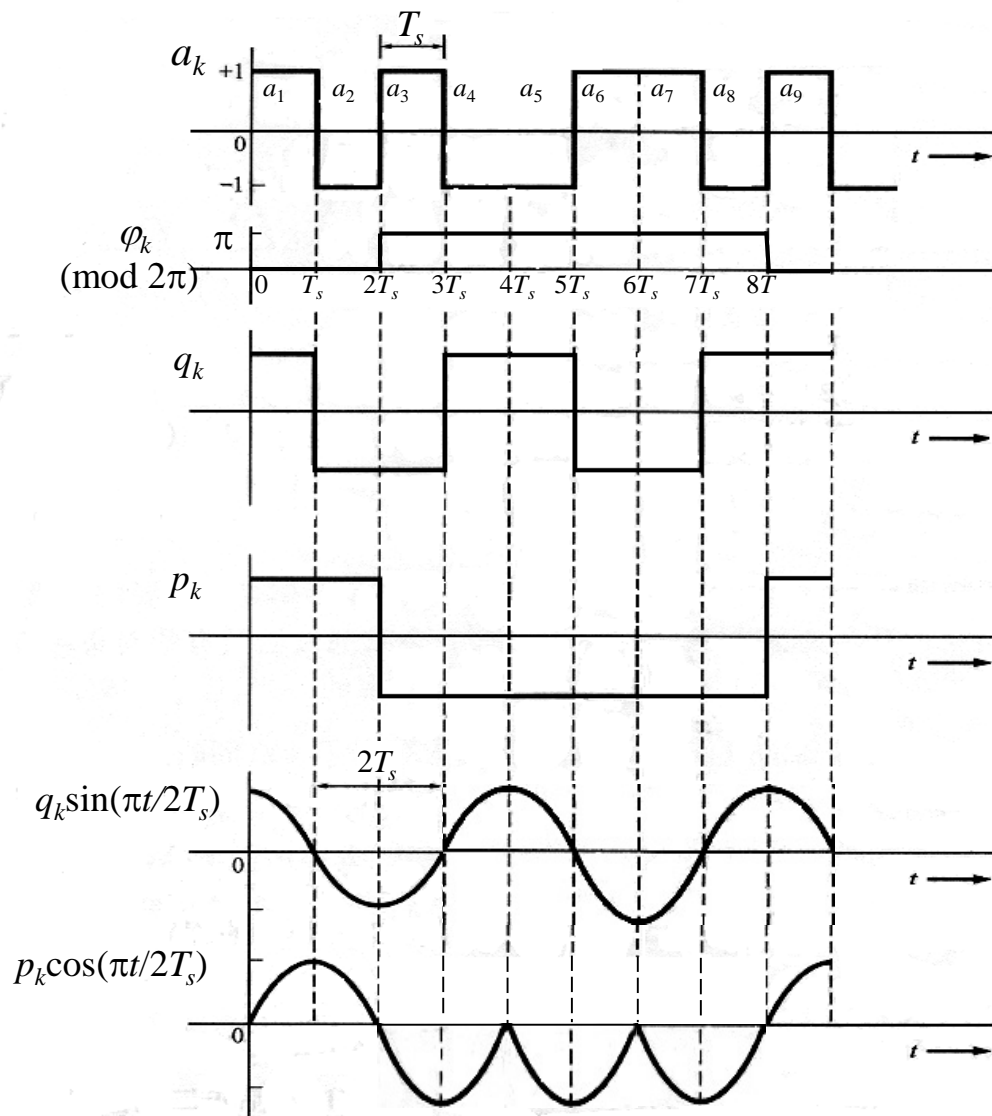 T_s
a_k
+1
a_1 a_2 a_3 a_4 a_5 a_6 a_7 a_8 a_9
0
t
−1
φ_k
(mod 2π)
π
0 T_s 2T_s 3T_s 4T_s 5T_s 6T_s 7T_s 8T
q_k
t
p_k
t
2T_s
q_k sin(πt/2T_s)
0
t
p_k cos(πt/2T_s)
0
t